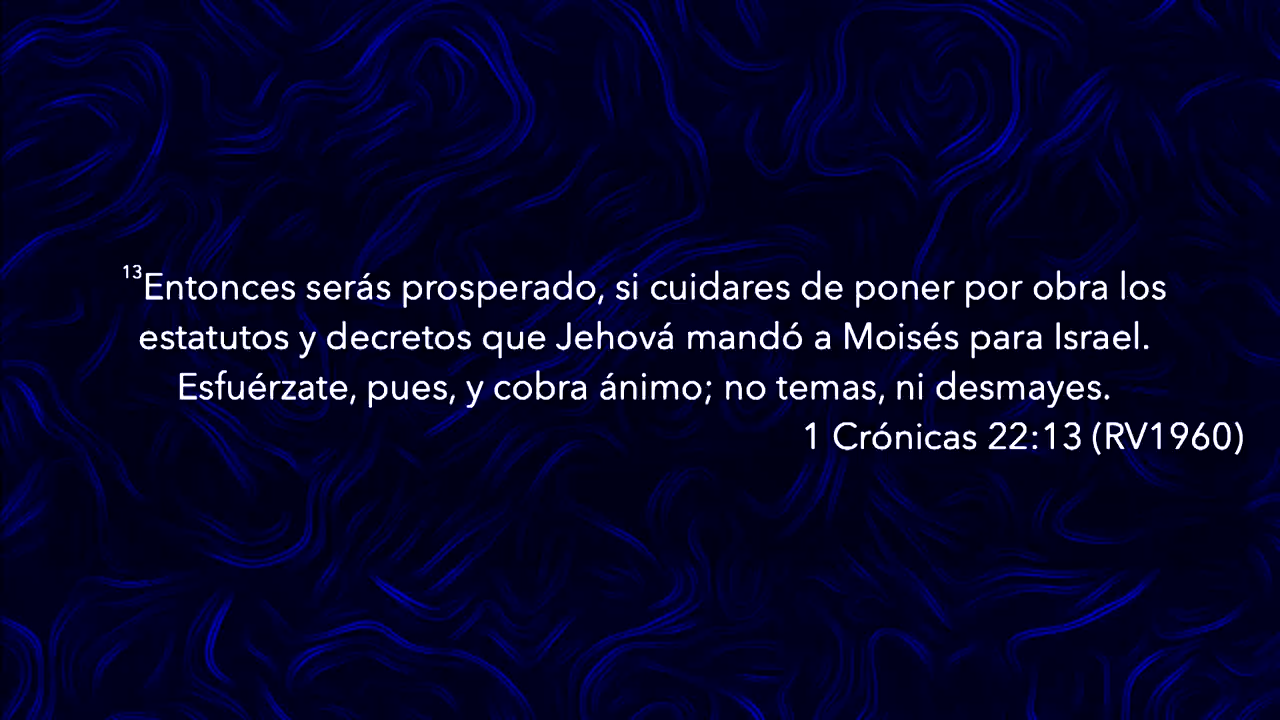 ¹³Entonces serás prosperado, si cuidares de poner por obra los
estatutos y decretos que Jehová mandó a Moisés para Israel.
Esfuérzate, pues, y cobra ánimo; no temas, ni desmayes.
1 Crónicas 22:13 (RV1960)